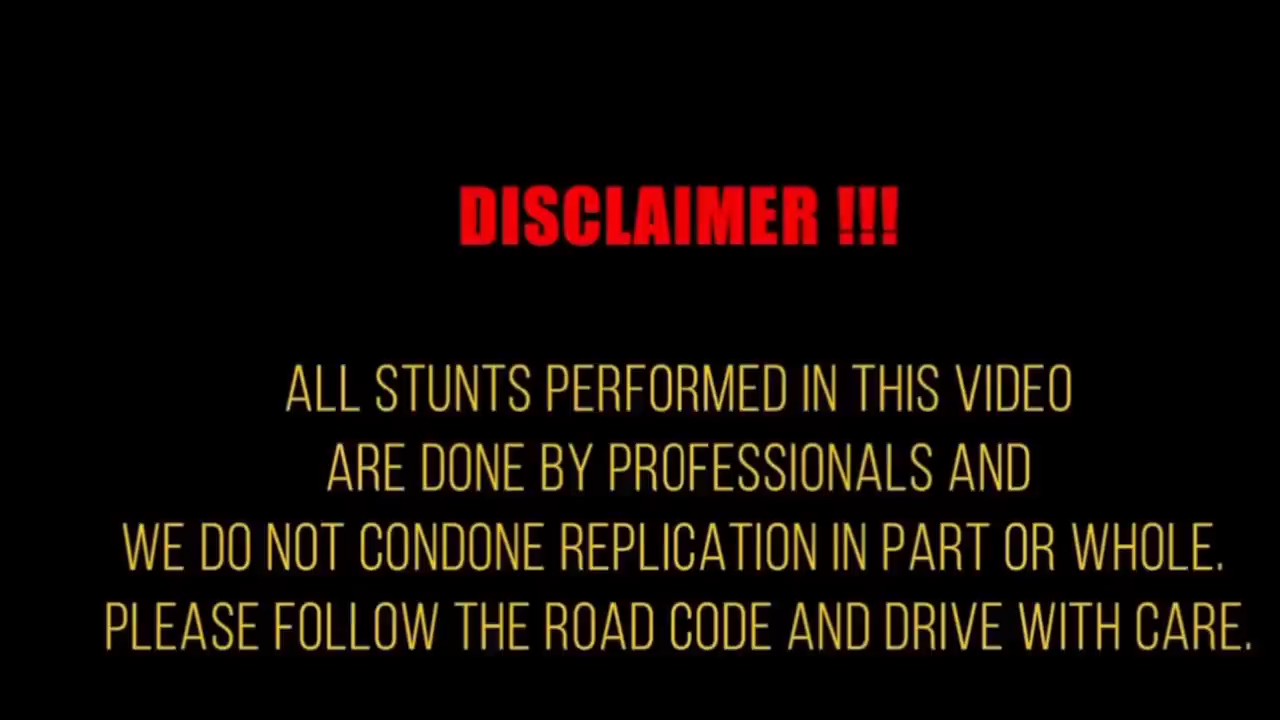 DISCLAIMER !!!
ALL STUNTS PERFORMED IN THIS VIDEO
ARE DONE BY PROFESSIONALS AND
WE DO NOT CONDONE REPLICATION IN PART OR WHOLE.
PLEASE FOLLOW THE ROAD CODE AND DRIVE WITH CARE.